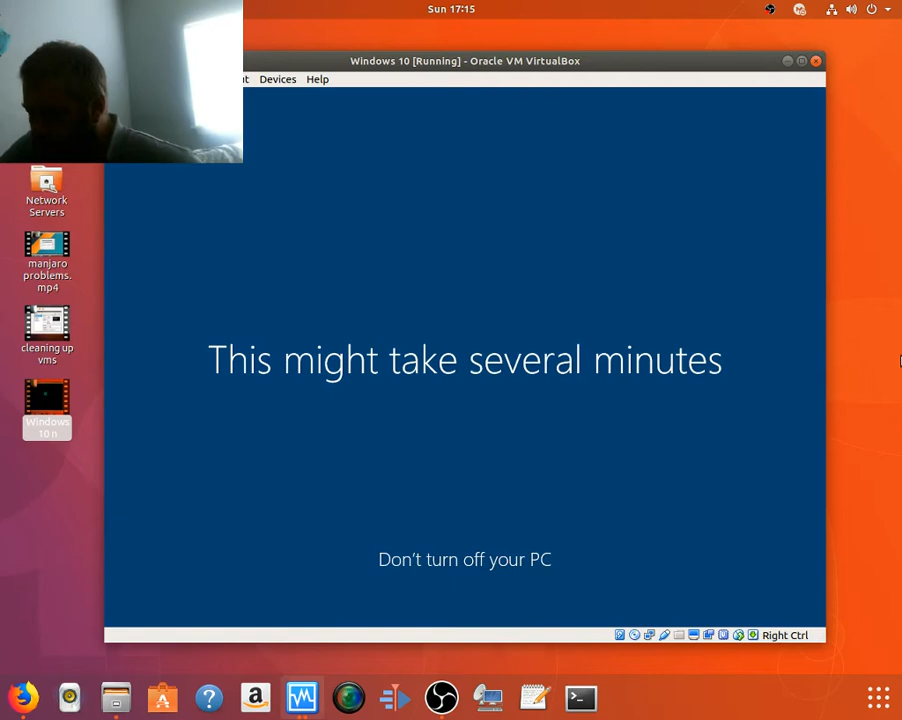 Sun 17:15
Windows 10 [Running] - Oracle VM VirtualBox
Devices Help
Network
Servers
manjaro
problems.
mp4
cleaning up
vms
Windows
10 n
This might take several minutes
Don't turn off your PC
Right Ctrl